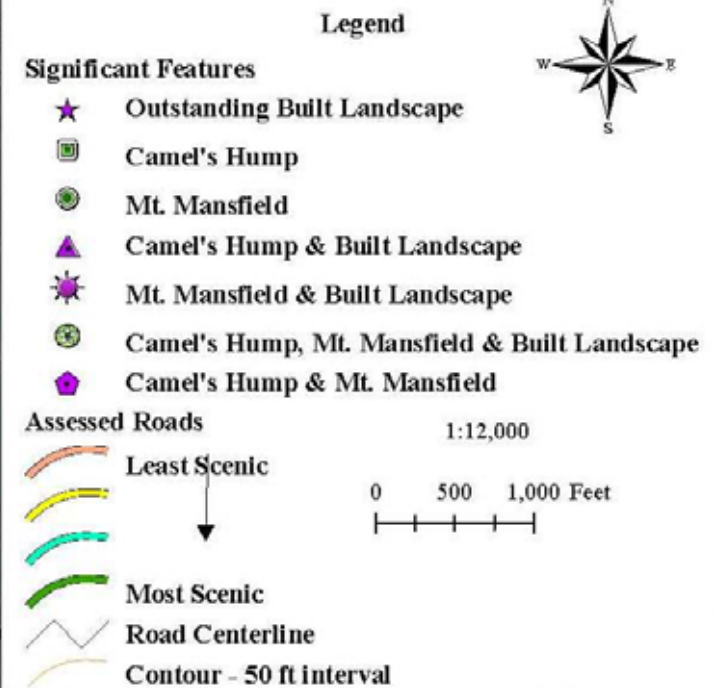 Legend
N
W E
S
Significant Features
Outstanding Built Landscape
Camel's Hump
Mt. Mansfield
Camel's Hump & Built Landscape
Mt. Mansfield & Built Landscape
Camel's Hump, Mt. Mansfield & Built Landscape
Camel's Hump & Mt. Mansfield
Assessed Roads
1:12,000
Least Scenic
0 500 1,000 Feet
Most Scenic
Road Centerline
Contour - 50 ft interval